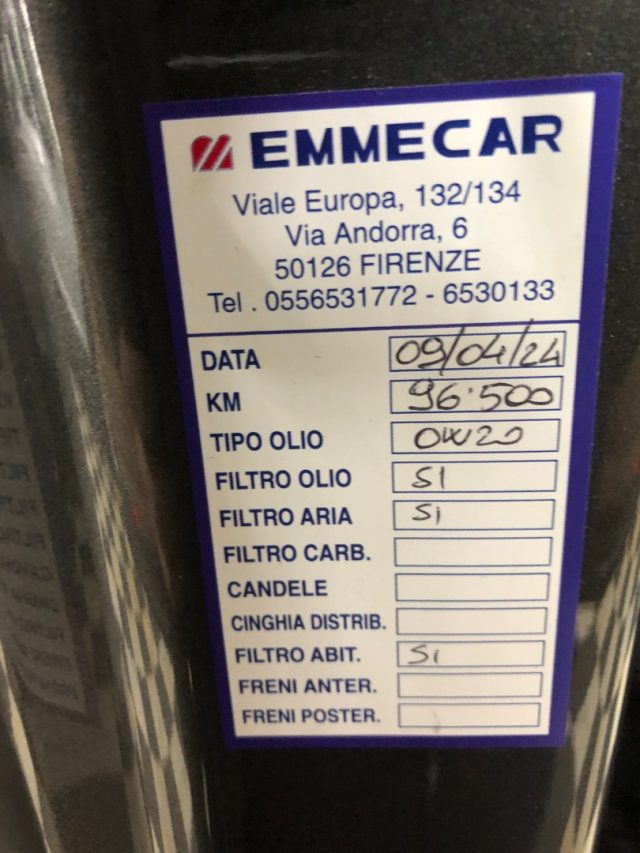 EMMECAR
Viale Europa, 132/134
Via Andorra, 6
50126 FIRENZE
Tel . 0556531772 - 6530133
DATA 09/04/24
KM 96.500
TIPO OLIO 0W20
FILTRO OLIO SI
FILTRO ARIA Si
FILTRO CARB.
CANDELE
CINGHIA DISTRIB.
FILTRO ABIT. Si
FRENI ANTER.
FRENI POSTER.